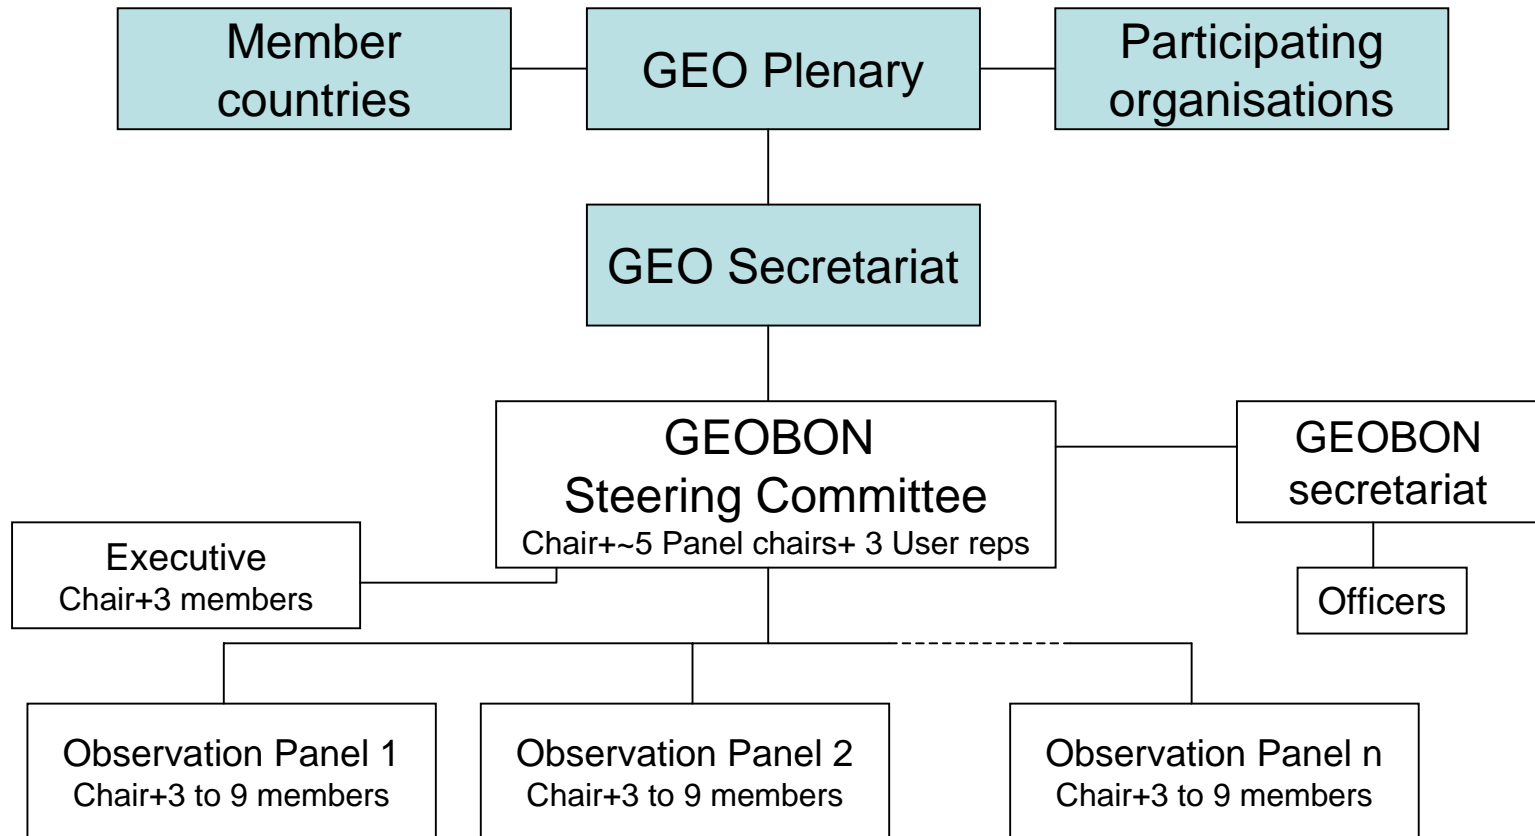 Member
countries
GEO Plenary
Participating
organisations
GEO Secretariat
GEOBON
Steering Committee
Chair+~5 Panel chairs+ 3 User reps
GEOBON
secretariat
Executive
Chair+3 members
Officers
Observation Panel 1
Chair+3 to 9 members
Observation Panel 2
Chair+3 to 9 members
Observation Panel n
Chair+3 to 9 members